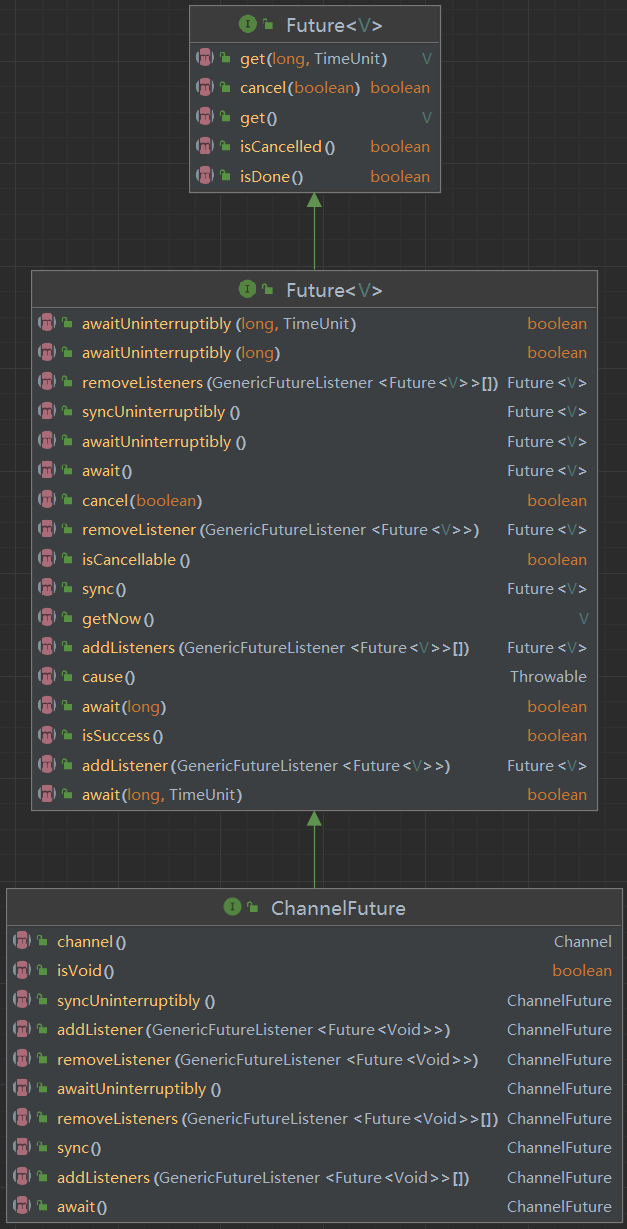 Future<V>
get(long, TimeUnit) V
cancel(boolean) boolean
get() V
isCancelled() boolean
isDone() boolean
Future<V>
awaitUninterruptibly(long, TimeUnit) boolean
awaitUninterruptibly(long) boolean
removeListeners(GenericFutureListener<Future<V>>[]) Future<V>
syncUninterruptibly() Future<V>
awaitUninterruptibly() Future<V>
await() Future<V>
cancel(boolean) boolean
removeListener(GenericFutureListener<Future<V>>) Future<V>
isCancellable() boolean
sync() Future<V>
getNow() V
addListeners(GenericFutureListener<Future<V>>[]) Future<V>
cause() Throwable
await(long) boolean
isSuccess() boolean
addListener(GenericFutureListener<Future<V>>) Future<V>
await(long, TimeUnit) boolean
ChannelFuture
channel() Channel
isVoid() boolean
syncUninterruptibly() ChannelFuture
addListener(GenericFutureListener<Future<Void>>) ChannelFuture
removeListener(GenericFutureListener<Future<Void>>) ChannelFuture
awaitUninterruptibly() ChannelFuture
removeListeners(GenericFutureListener<Future<Void>>[]) ChannelFuture
sync() ChannelFuture
addListeners(GenericFutureListener<Future<Void>>[]) ChannelFuture
await() ChannelFuture